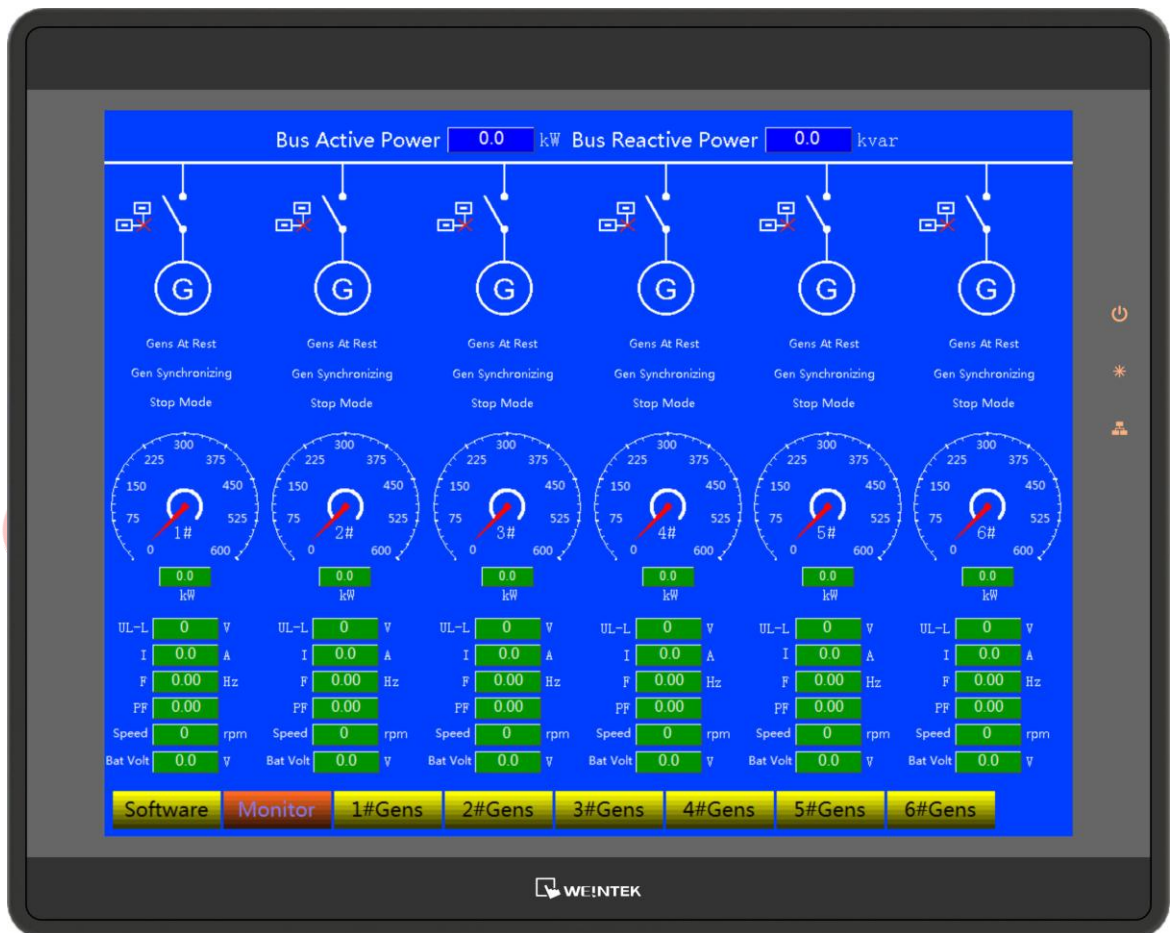 Bus Active Power 0.0 kW Bus Reactive Power 0.0 kvar
G G G G G G
Gens At Rest Gens At Rest Gens At Rest Gens At Rest Gens At Rest Gens At Rest
Gen Synchronizing Gen Synchronizing Gen Synchronizing Gen Synchronizing Gen Synchronizing Gen Synchronizing
Stop Mode Stop Mode Stop Mode Stop Mode Stop Mode Stop Mode
300 300 300 300 300 300
225 375 225 375 225 375 225 375 225 375 225 375
150 450 150 450 150 450 150 450 150 450 150 450
75 525 75 525 75 525 75 525 75 525 75 525
1# 2# 3# 4# 5# 6#
0 600 0 600 0 600 0 600 0 600 0 600
0.0 0.0 0.0 0.0 0.0 0.0
kW kW kW kW kW kW
UL-L 0 V UL-L 0 V UL-L 0 V UL-L 0 V UL-L 0 V UL-L 0 V
I 0.0 A I 0.0 A I 0.0 A I 0.0 A I 0.0 A I 0.0 A
F 0.00 Hz F 0.00 Hz F 0.00 Hz F 0.00 Hz F 0.00 Hz F 0.00 Hz
PF 0.00 PF 0.00 PF 0.00 PF 0.00 PF 0.00 PF 0.00
Speed 0 rpm Speed 0 rpm Speed 0 rpm Speed 0 rpm Speed 0 rpm Speed 0 rpm
Bat Volt 0.0 V Bat Volt 0.0 V Bat Volt 0.0 V Bat Volt 0.0 V Bat Volt 0.0 V Bat Volt 0.0 V
Software Monitor 1#Gens 2#Gens 3#Gens 4#Gens 5#Gens 6#Gens
WE!NTEK